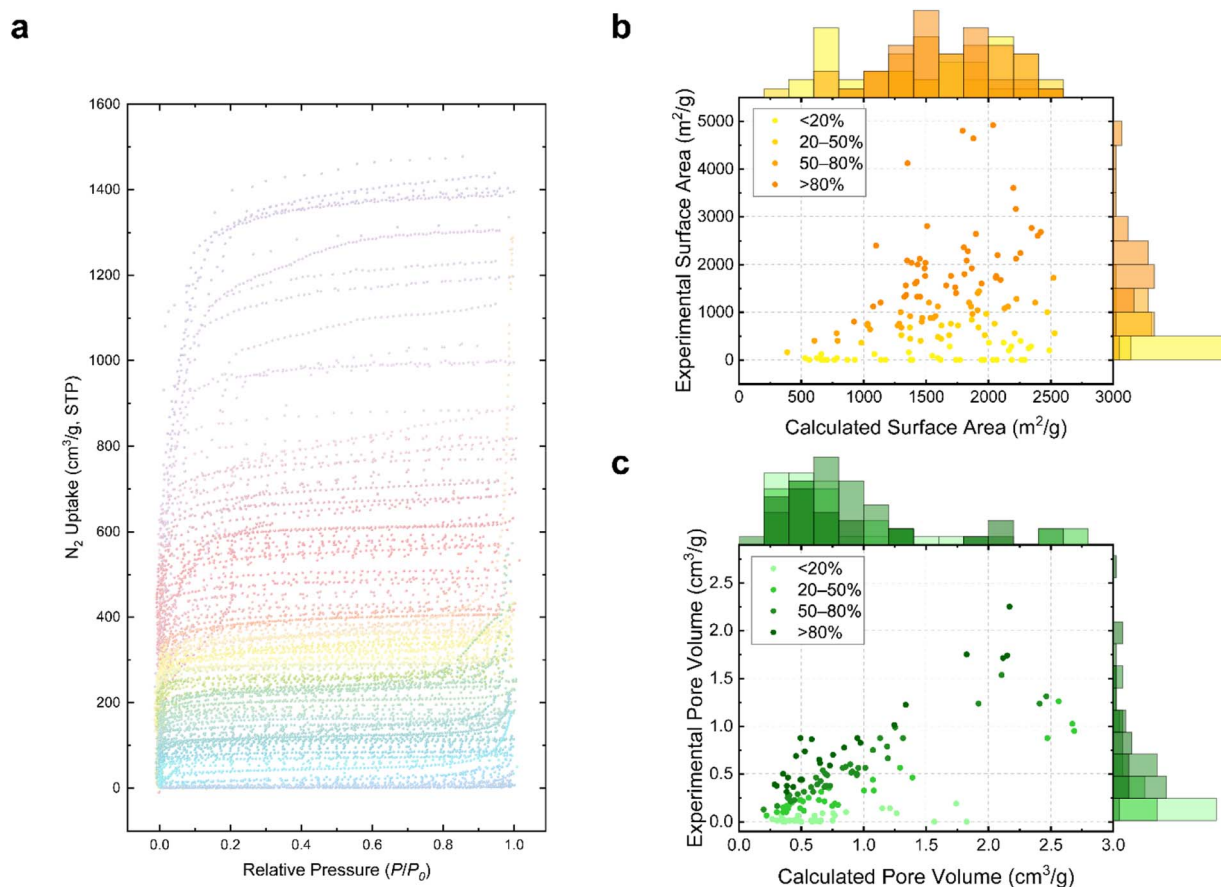 a
1600
1400
1200
1000
800
600
400
200
0
N₂ Uptake (cm³/g, STP)
0.0 0.2 0.4 0.6 0.8 1.0
Relative Pressure (P/P₀)
b
<20%
20–50%
50–80%
>80%
5000
4000
3000
2000
1000
0
Experimental Surface Area (m²/g)
0 500 1000 1500 2000 2500 3000
Calculated Surface Area (m²/g)
c
<20%
20–50%
50–80%
>80%
2.5
2.0
1.5
1.0
0.5
0.0
Experimental Pore Volume (cm³/g)
0.0 0.5 1.0 1.5 2.0 2.5 3.0
Calculated Pore Volume (cm³/g)